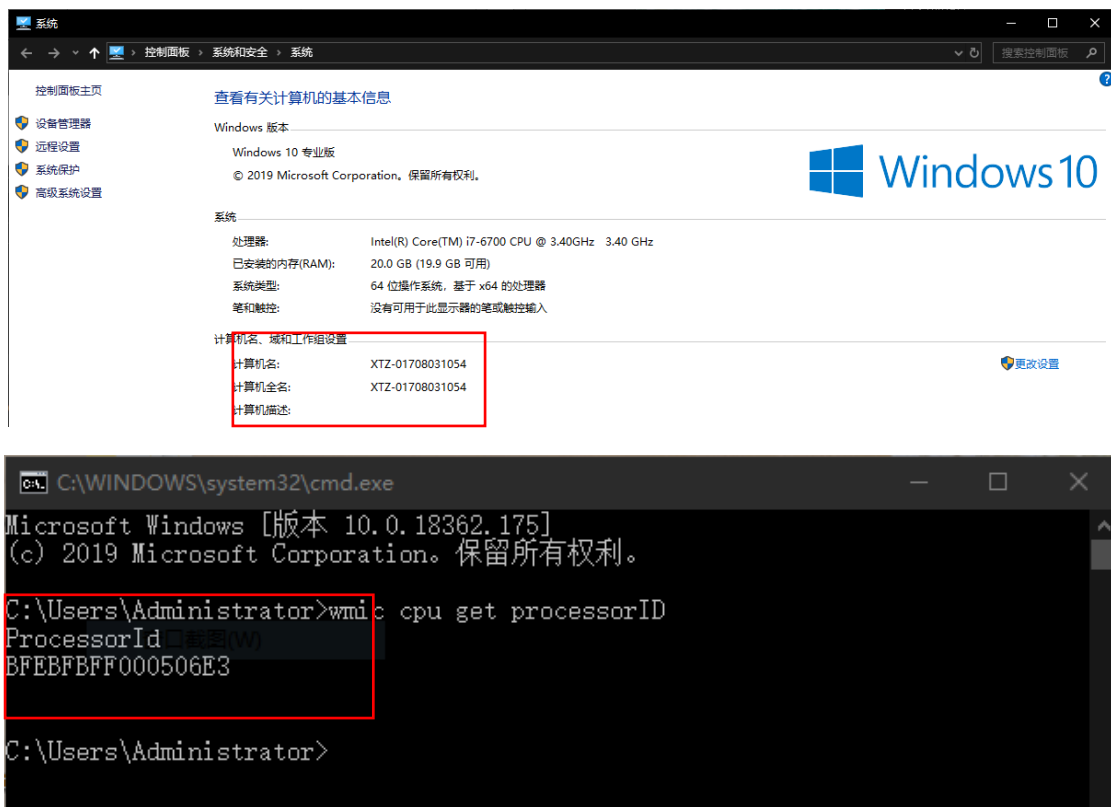 系统
控制面板 › 系统和安全 › 系统
搜索控制面板
控制面板主页
设备管理器
远程设置
系统保护
高级系统设置
查看有关计算机的基本信息
Windows 版本
Windows 10 专业版
© 2019 Microsoft Corporation。保留所有权利。
Windows 10
系统
处理器: Intel(R) Core(TM) i7-6700 CPU @ 3.40GHz 3.40 GHz
已安装的内存(RAM): 20.0 GB (19.9 GB 可用)
系统类型: 64 位操作系统, 基于 x64 的处理器
笔和触控: 没有可用于此显示器的笔或触控输入
计算机名、域和工作组设置
计算机名: XTZ-01708031054
更改设置
计算机全名: XTZ-01708031054
计算机描述:
C:\WINDOWS\system32\cmd.exe
Microsoft Windows [版本 10.0.18362.175]
(c) 2019 Microsoft Corporation。保留所有权利。
C:\Users\Administrator>wmic cpu get processorID
ProcessorId
BFEBFBFF000506E3
C:\Users\Administrator>